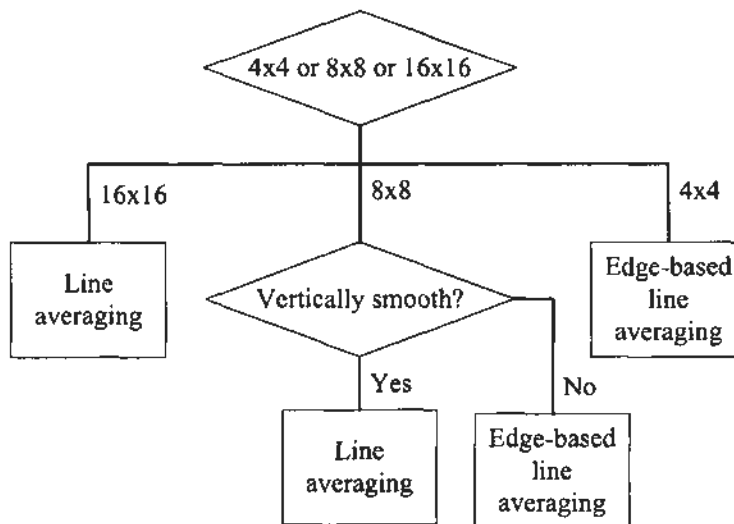 4x4 or 8x8 or 16x16
16x16
8x8
4x4
Line
averaging
Vertically smooth?
Edge-based
line
averaging
Yes
No
Line
averaging
Edge-based
line
averaging